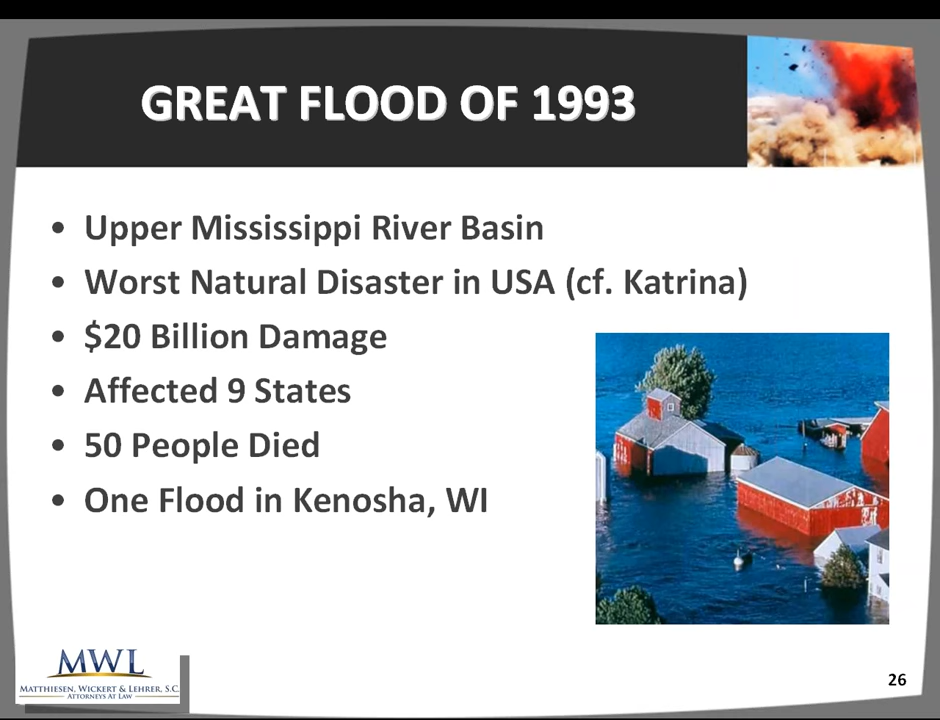 GREAT FLOOD OF 1993
• Upper Mississippi River Basin
• Worst Natural Disaster in USA (cf. Katrina)
• $20 Billion Damage
• Affected 9 States
• 50 People Died
• One Flood in Kenosha, WI
MWL
MATTHIESEN, WICKERT & LEHRER, S.C.
ATTORNEYS AT LAW
26